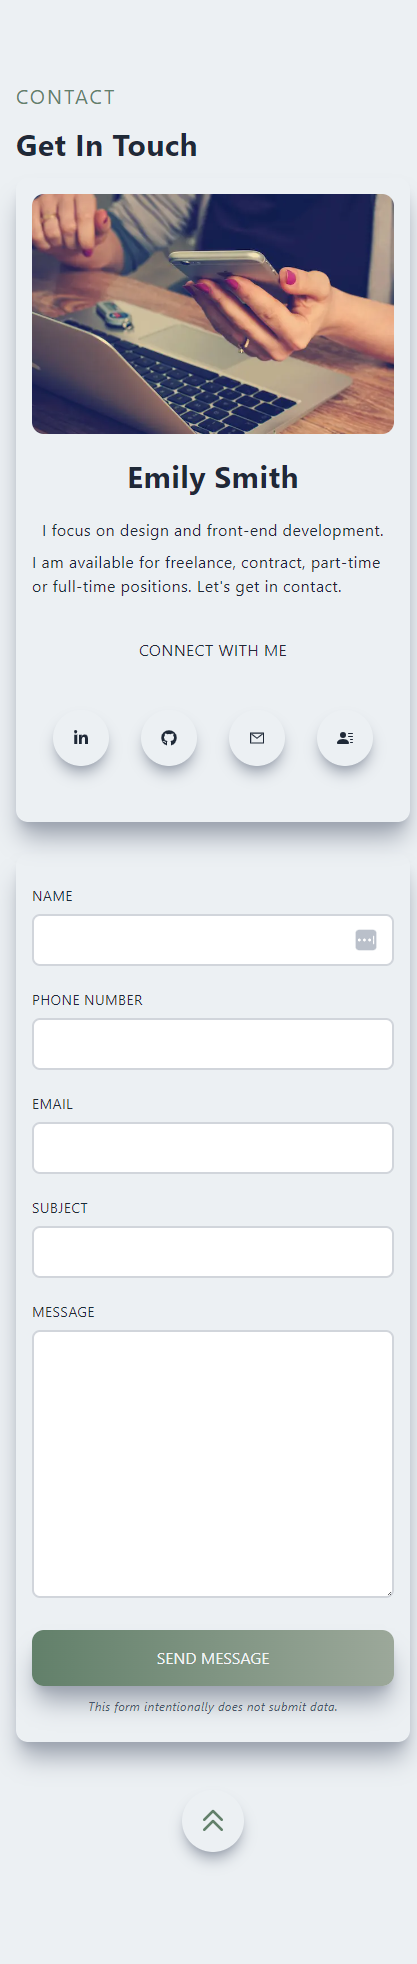 CONTACT
Get In Touch
Emily Smith
I focus on design and front-end development.
I am available for freelance, contract, part-time
or full-time positions. Let's get in contact.
CONNECT WITH ME
in
NAME
PHONE NUMBER
EMAIL
SUBJECT
MESSAGE
SEND MESSAGE
This form intentionally does not submit data.